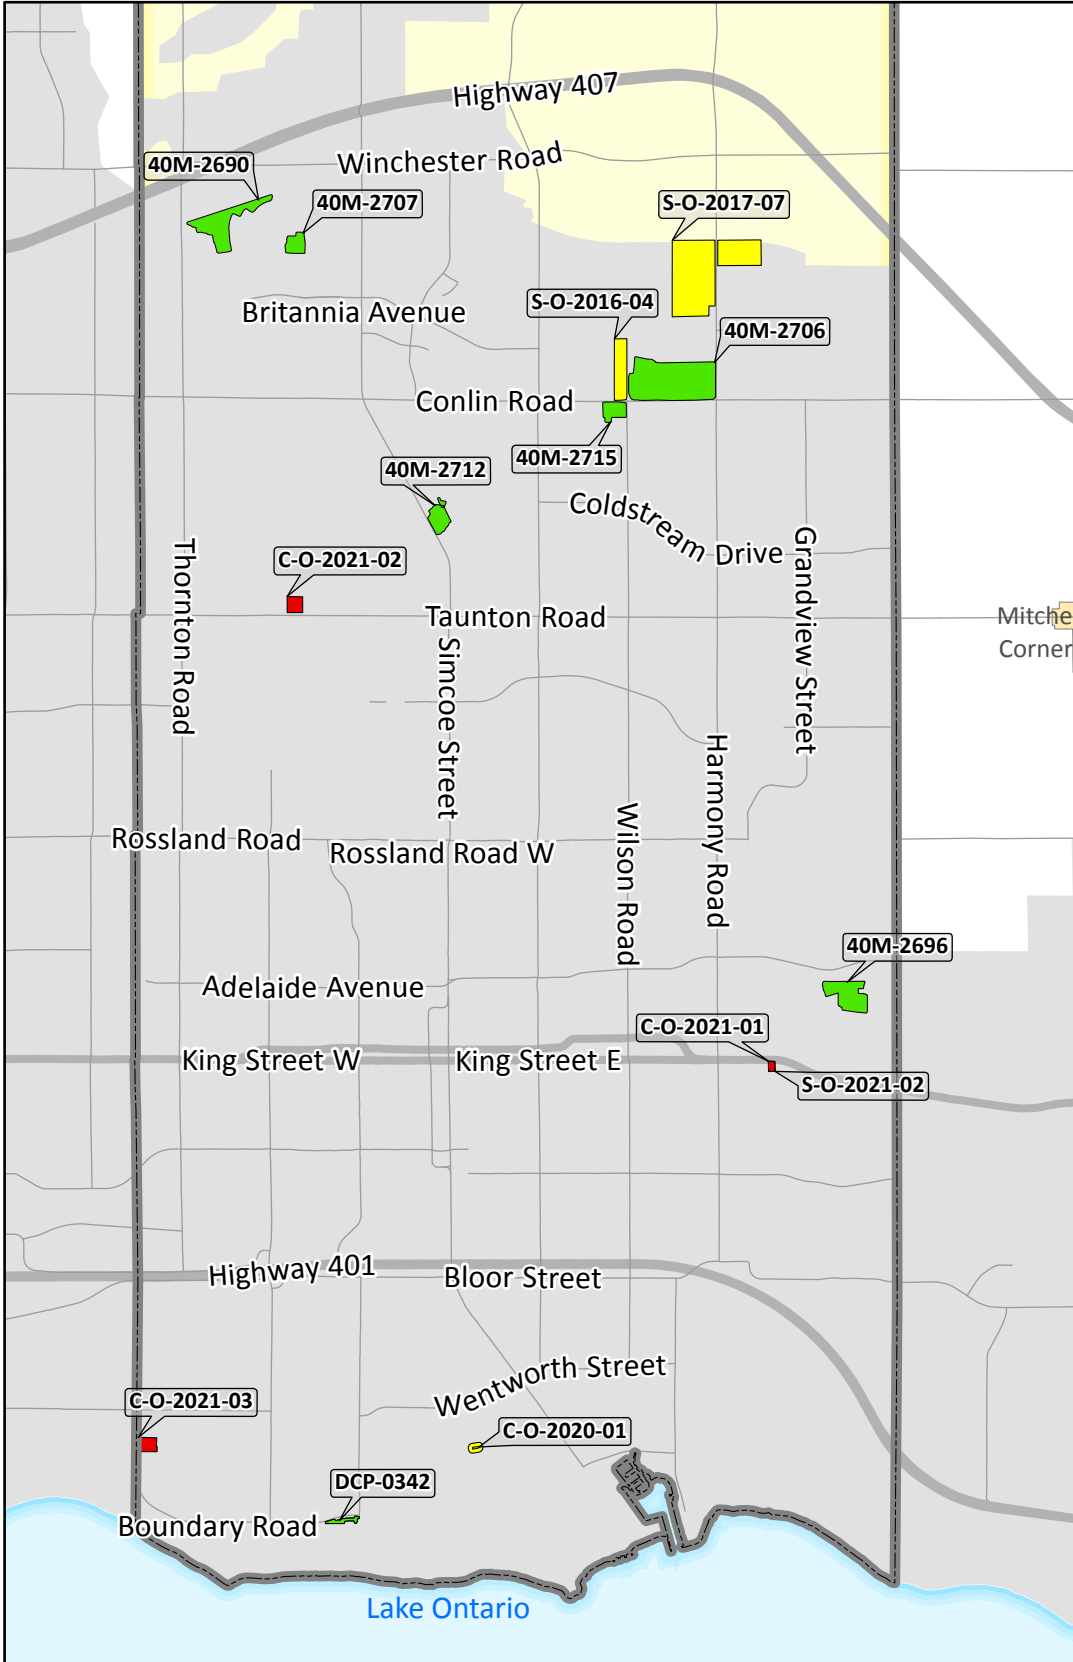 Highway 407
Winchester Road
40M-2690
40M-2707
S-O-2017-07
Britannia Avenue
S-O-2016-04
40M-2706
Conlin Road
40M-2715
40M-2712
Coldstream Drive
C-O-2021-02
Thornton Road
Grandview Street
Taunton Road
Mitche
Corner
Simcoe Street
Harmony Road
Wilson Road
Rossland Road
Rossland Road W
40M-2696
Adelaide Avenue
C-O-2021-01
King Street W
King Street E
S-O-2021-02
Highway 401
Bloor Street
Wentworth Street
C-O-2021-03
C-O-2020-01
DCP-0342
Boundary Road
Lake Ontario